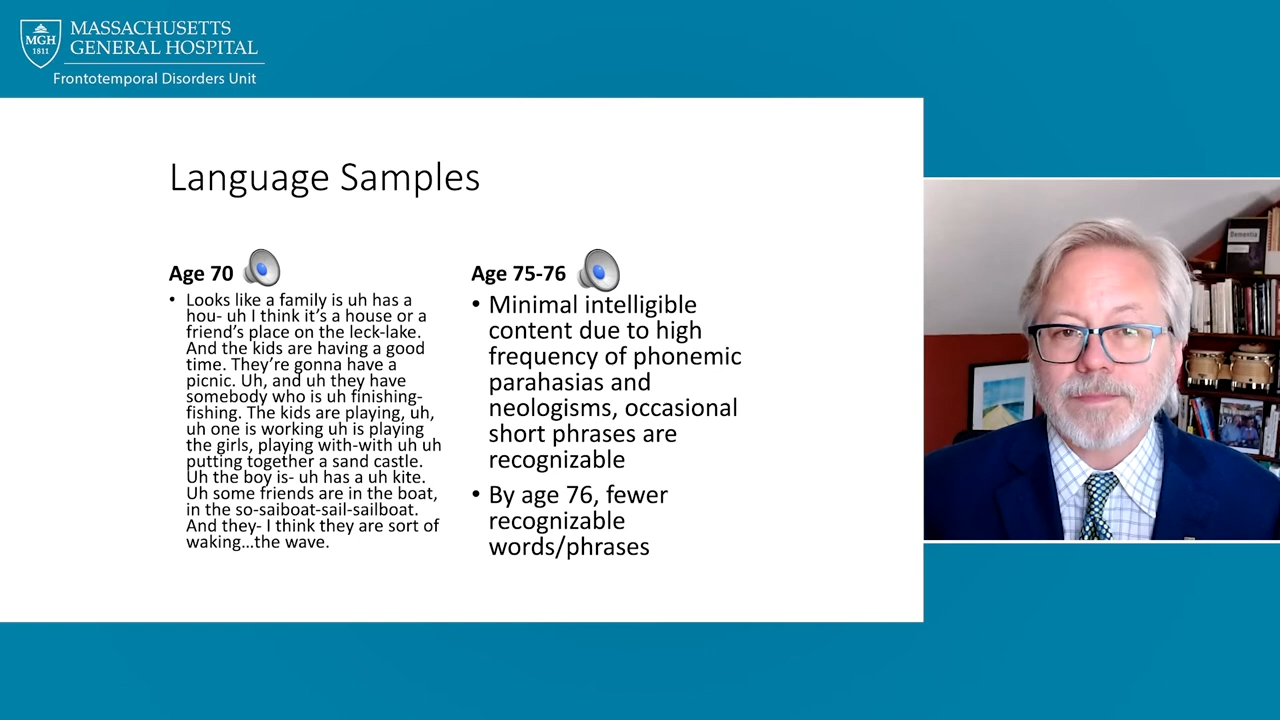 MASSACHUSETTS
GENERAL HOSPITAL
MGH
1811
Frontotemporal Disorders Unit
Language Samples
Age 70
• Looks like a family is uh has a
hou- uh I think it's a house or a
friend's place on the leck-lake.
And the kids are having a good
time. They're gonna have a
picnic. Uh, and uh they have
somebody who is uh finishing-
fishing. The kids are playing, uh,
uh one is working uh is playing
the girls, playing with-with uh uh
putting together a sand castle.
Uh the boy is- uh has a uh kite.
Uh some friends are in the boat,
in the so-saiboat-sail-sailboat.
And they- I think they are sort of
waking...the wave.
Age 75-76
• Minimal intelligible
content due to high
frequency of phonemic
parahasias and
neologisms, occasional
short phrases are
recognizable
• By age 76, fewer
recognizable
words/phrases
Dementia